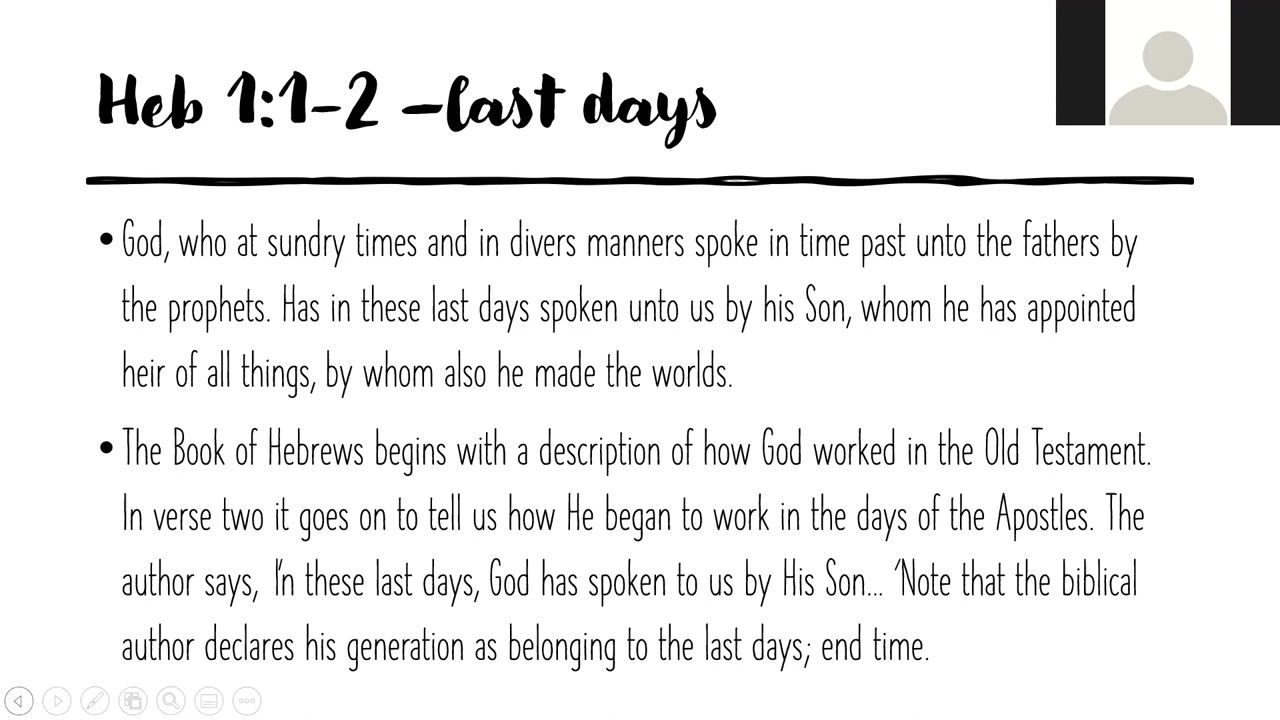 Heb 1:1-2 -last days
• God, who at sundry times and in divers manners spoke in time past unto the fathers by
the prophets. Has in these last days spoken unto us by his Son, whom he has appointed
heir of all things, by whom also he made the worlds.
• The Book of Hebrews begins with a description of how God worked in the Old Testament.
In verse two it goes on to tell us how He began to work in the days of the Apostles. The
author says, I'n these last days, God has spoken to us by His Son... 'Note that the biblical
author declares his generation as belonging to the last days; end time.